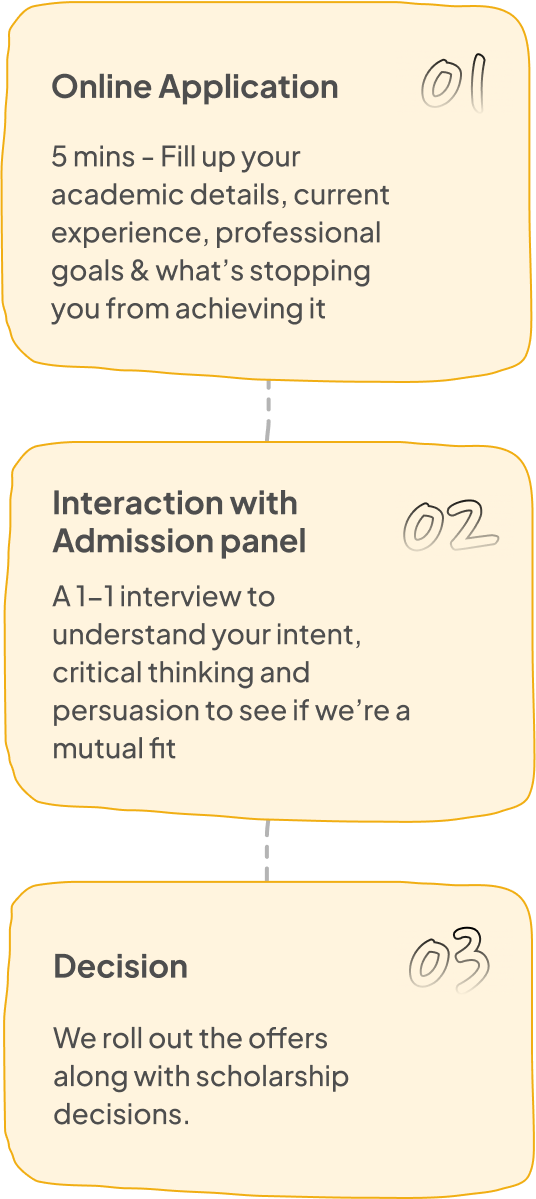 Online Application
01
5 mins - Fill up your
academic details, current
experience, professional
goals & what’s stopping
you from achieving it
Interaction with
Admission panel
02
A 1–1 interview to
understand your intent,
critical thinking and
persuasion to see if we’re a
mutual fit
Decision
03
We roll out the offers
along with scholarship
decisions.